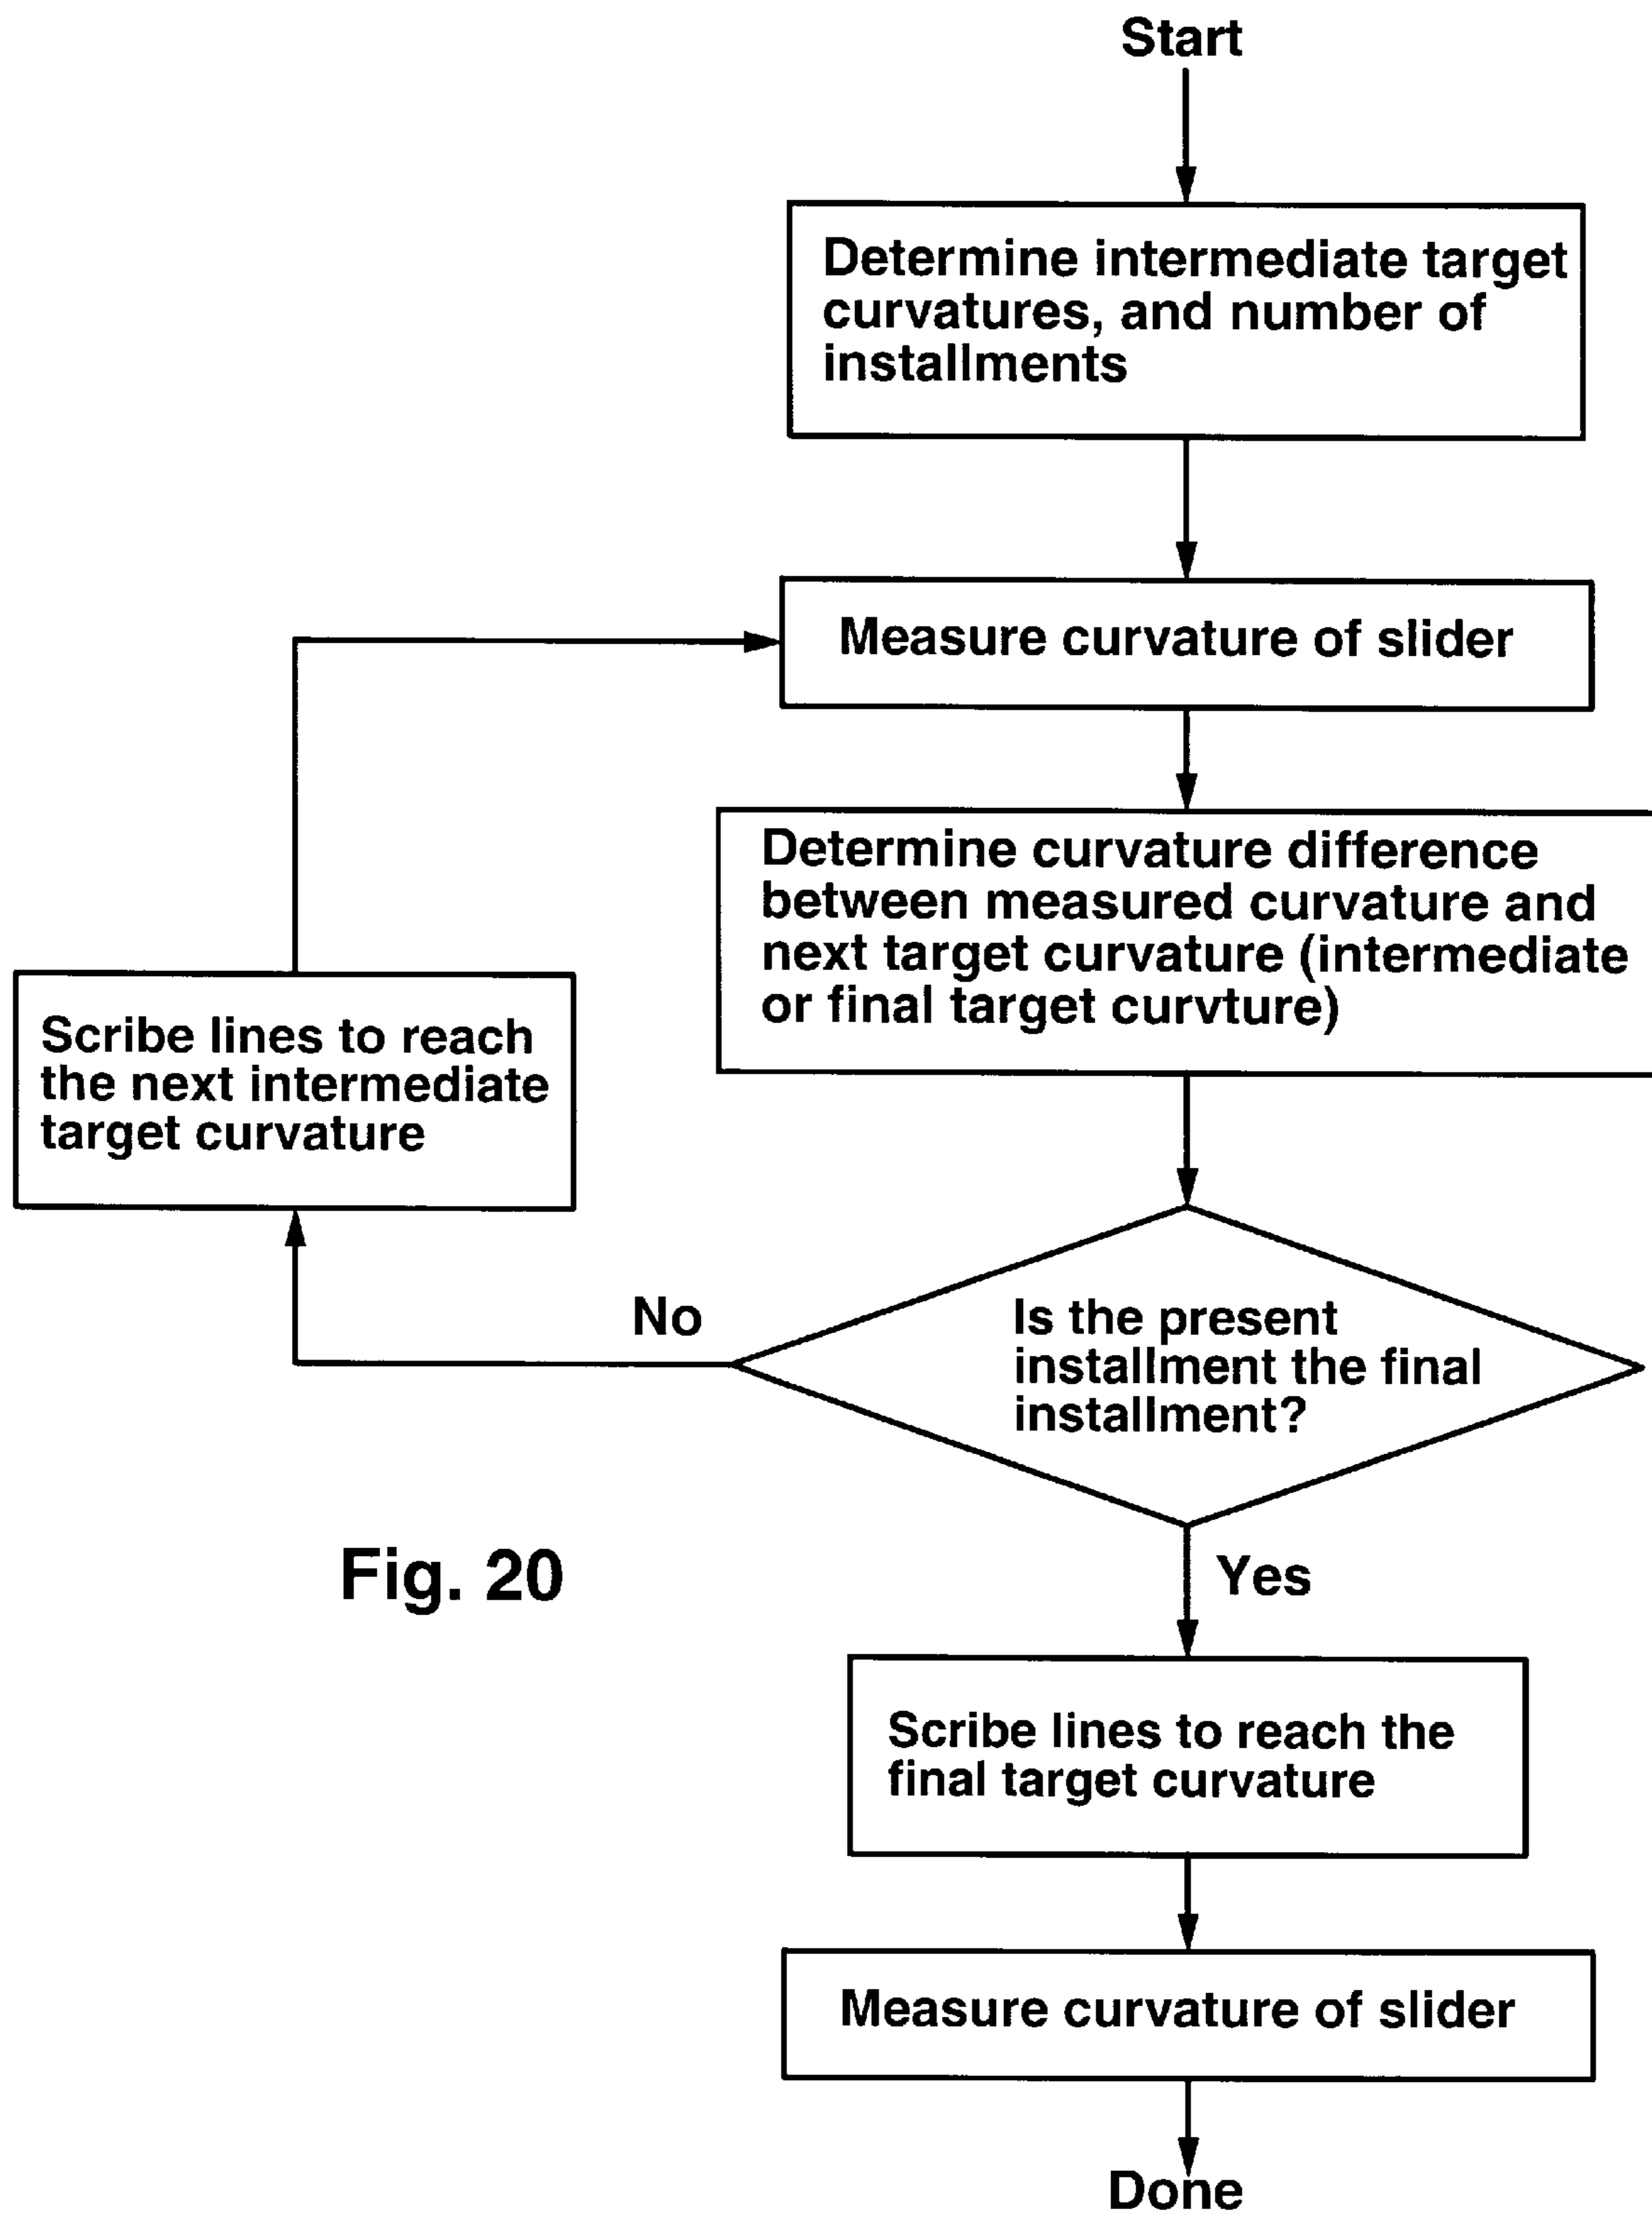 Start
Determine intermediate target
curvatures, and number of
installments
Measure curvature of slider
Determine curvature difference
between measured curvature and
next target curvature (intermediate
or final target curvture)
Scribe lines to reach
the next intermediate
target curvature
No
Is the present
installment the final
installment?
Yes
Fig. 20
Scribe lines to reach the
final target curvature
Measure curvature of slider
Done